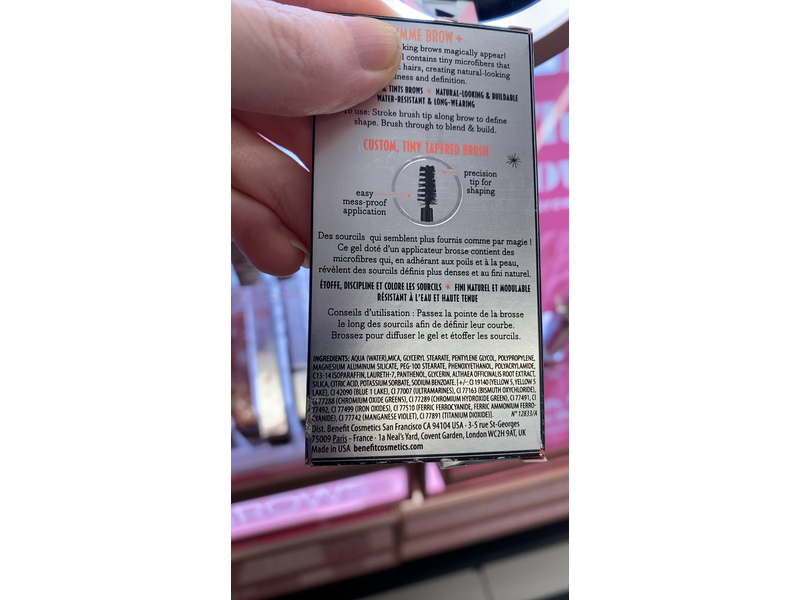 MME BROW +
king brows magically appear!
l contains tiny microfibers that
hairs, creating natural-looking
lness and definition.
& TINTS BROWS • NATURAL-LOOKING & BUILDABLE
WATER-RESISTANT & LONG-WEARING
To use: Stroke brush tip along brow to define
shape. Brush through to blend & build.
CUSTOM, TINY TAPERED BRUSH
precision
tip for
shaping
easy
mess-proof
application
Des sourcils qui semblent plus fournis comme par magie !
Ce gel doté d'un applicateur brosse contient des
microfibres qui, en adhérant aux poils et à la peau,
révèlent des sourcils définis plus denses et au fini naturel.
ÉTOFFE, DISCIPLINE ET COLORE LES SOURCILS • FINI NATUREL ET MODULABLE
RÉSISTANT À L'EAU ET HAUTE TENUE
Conseils d'utilisation : Passez la pointe de la brosse
le long des sourcils afin de définir leur courbe.
Brossez pour diffuser le gel et étoffer les sourcils.
INGREDIENTS: AQUA (WATER),MICA, GLYCERYL STEARATE, PENTYLENE GLYCOL, POLYPROPYLENE,
MAGNESIUM ALUMINUM SILICATE, PEG-100 STEARATE, PHENOXYETHANOL, POLYACRYLAMIDE,
C13-14 ISOPARAFFIN, LAURETH-7, PANTHENOL, GLYCERIN, ALTHAEA OFFICINALIS ROOT EXTRACT,
SILICA, CITRIC ACID, POTASSIUM SORBATE, SODIUM BENZOATE. [+/-: CI 19140 (YELLOW 5, YELLOW 5
LAKE), CI 42090 (BLUE 1 LAKE), CI 77007 (ULTRAMARINES), CI 77163 (BISMUTH OXYCHLORIDE),
CI 77288 (CHROMIUM OXIDE GREENS), CI 77289 (CHROMIUM HYDROXIDE GREEN), CI 77491, CI
77492, CI 77499 (IRON OXIDES), CI 77510 (FERRIC FERROCYANIDE, FERRIC AMMONIUM FERRO-
CYANIDE), CI 77742 (MANGANESE VIOLET), CI 77891 (TITANIUM DIOXIDE)]. N° 12833/A
Dist. Benefit Cosmetics San Francisco CA 94104 USA · 3-5 rue St-Georges
75009 Paris - France · 1a Neal's Yard, Covent Garden, London WC2H 9AT, UK
Made in USA benefitcosmetics.com
BROWS